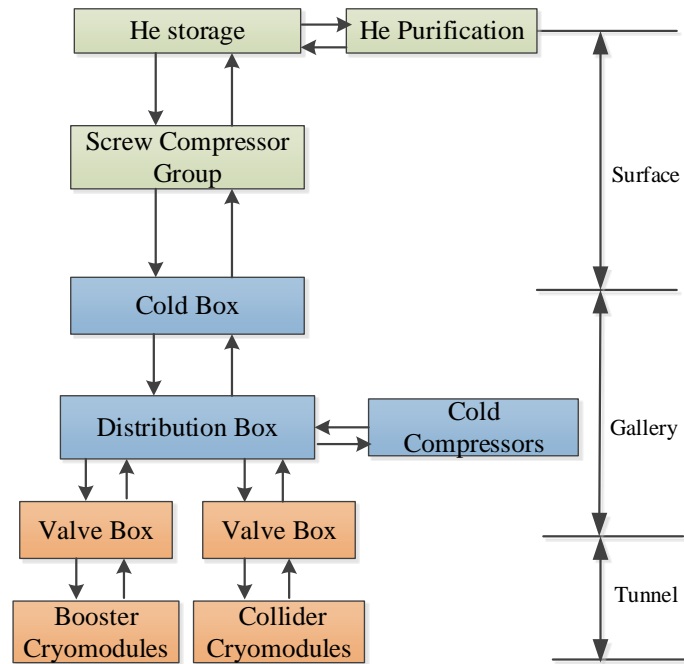 He storage
He Purification
Screw Compressor
Group
Surface
Cold Box
Distribution Box
Cold
Compressors
Gallery
Valve Box
Valve Box
Tunnel
Booster
Cryomodules
Collider
Cryomodules